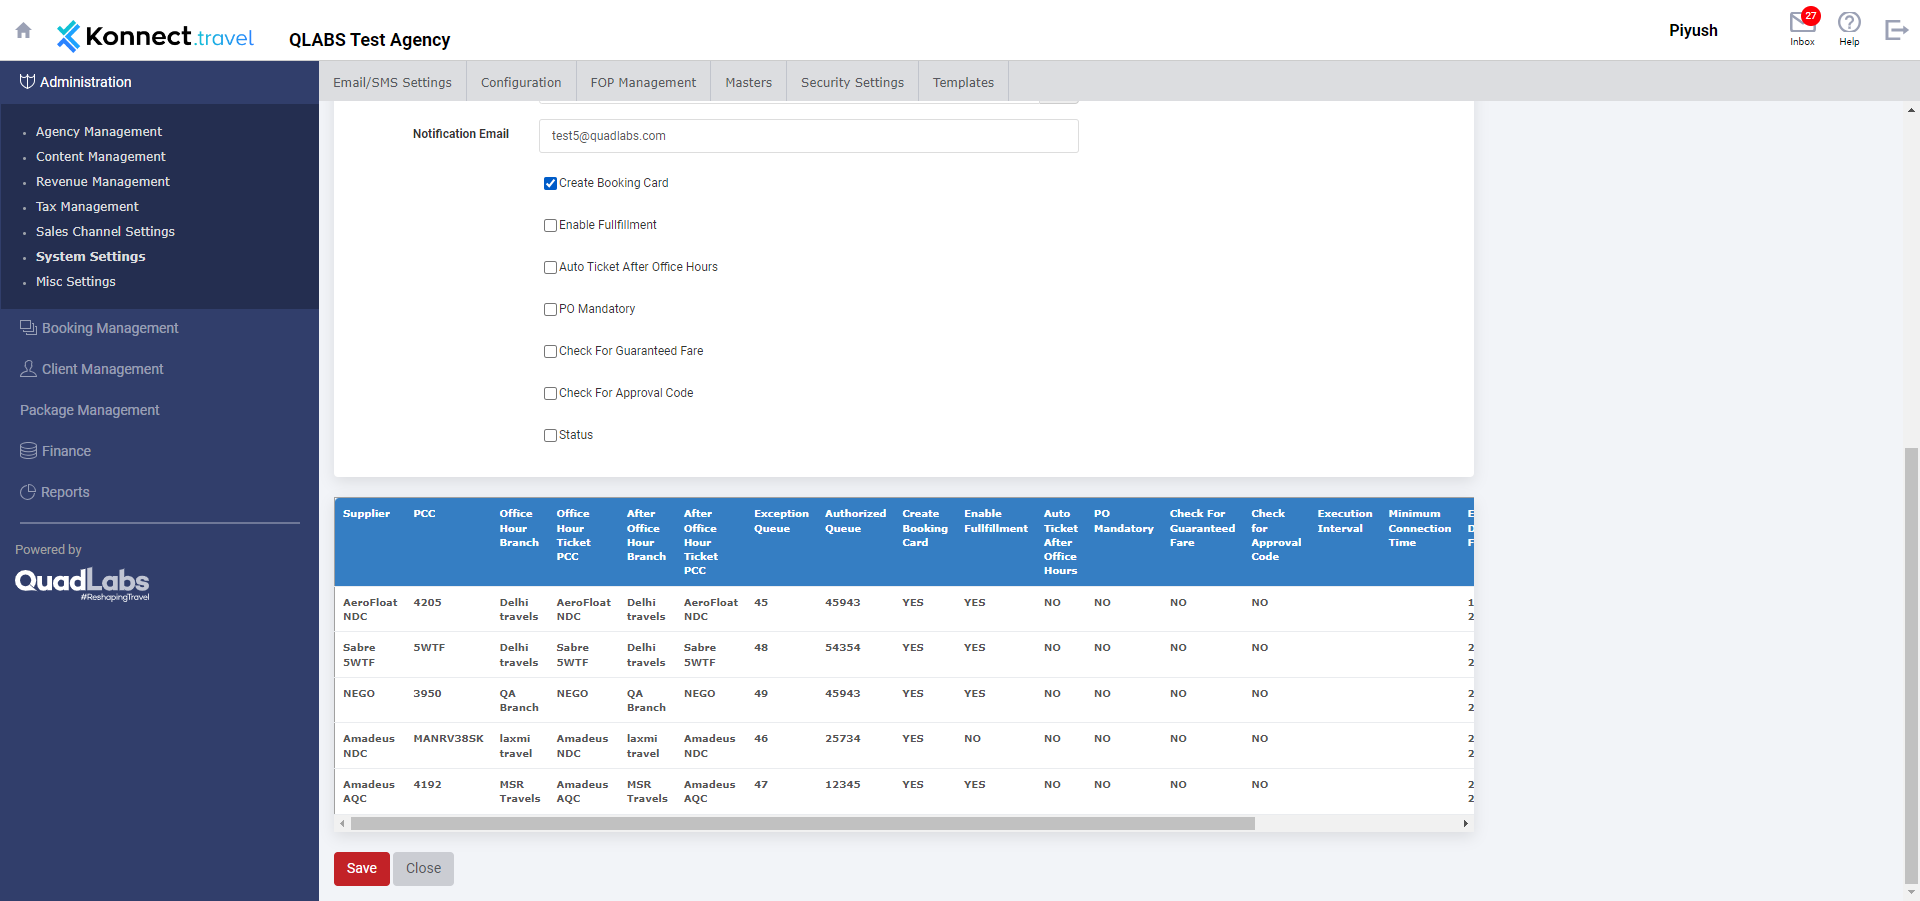 Konnect.travel
QLABS Test Agency
Piyush
27
Inbox
Help
Administration
Email/SMS Settings
Configuration
FOP Management
Masters
Security Settings
Templates
Agency Management
Content Management
Revenue Management
Tax Management
Sales Channel Settings
System Settings
Misc Settings
Booking Management
Client Management
Package Management
Finance
Reports
Powered by
QuadLabs
#ReshapingTravel
Notification Email
test5@quadlabs.com
Create Booking Card
Enable Fullfillment
Auto Ticket After Office Hours
PO Mandatory
Check For Guaranteed Fare
Check For Approval Code
Status
Supplier PCC Office Hour Branch Office Hour Ticket PCC After Office Hour Branch After Office Hour Ticket PCC Exception Queue Authorized Queue Create Booking Card Enable Fullfillment Auto Ticket After Office Hours PO Mandatory Check For Guaranteed Fare Check for Approval Code Execution Interval Minimum Connection Time
AeroFloat NDC 4205 Delhi travels AeroFloat NDC Delhi travels AeroFloat NDC 45 45943 YES YES NO NO NO NO
Sabre 5WTF 5WTF Delhi travels Sabre 5WTF Delhi travels Sabre 5WTF 48 54354 YES YES NO NO NO NO
NEGO 3950 QA Branch NEGO QA Branch NEGO 49 45943 YES YES NO NO NO NO
Amadeus NDC MANRV38SK laxmi travel Amadeus NDC laxmi travel Amadeus NDC 46 25734 YES NO NO NO NO NO
Amadeus AQC 4192 MSR Travels Amadeus AQC MSR Travels Amadeus AQC 47 12345 YES YES NO NO NO NO
Save
Close